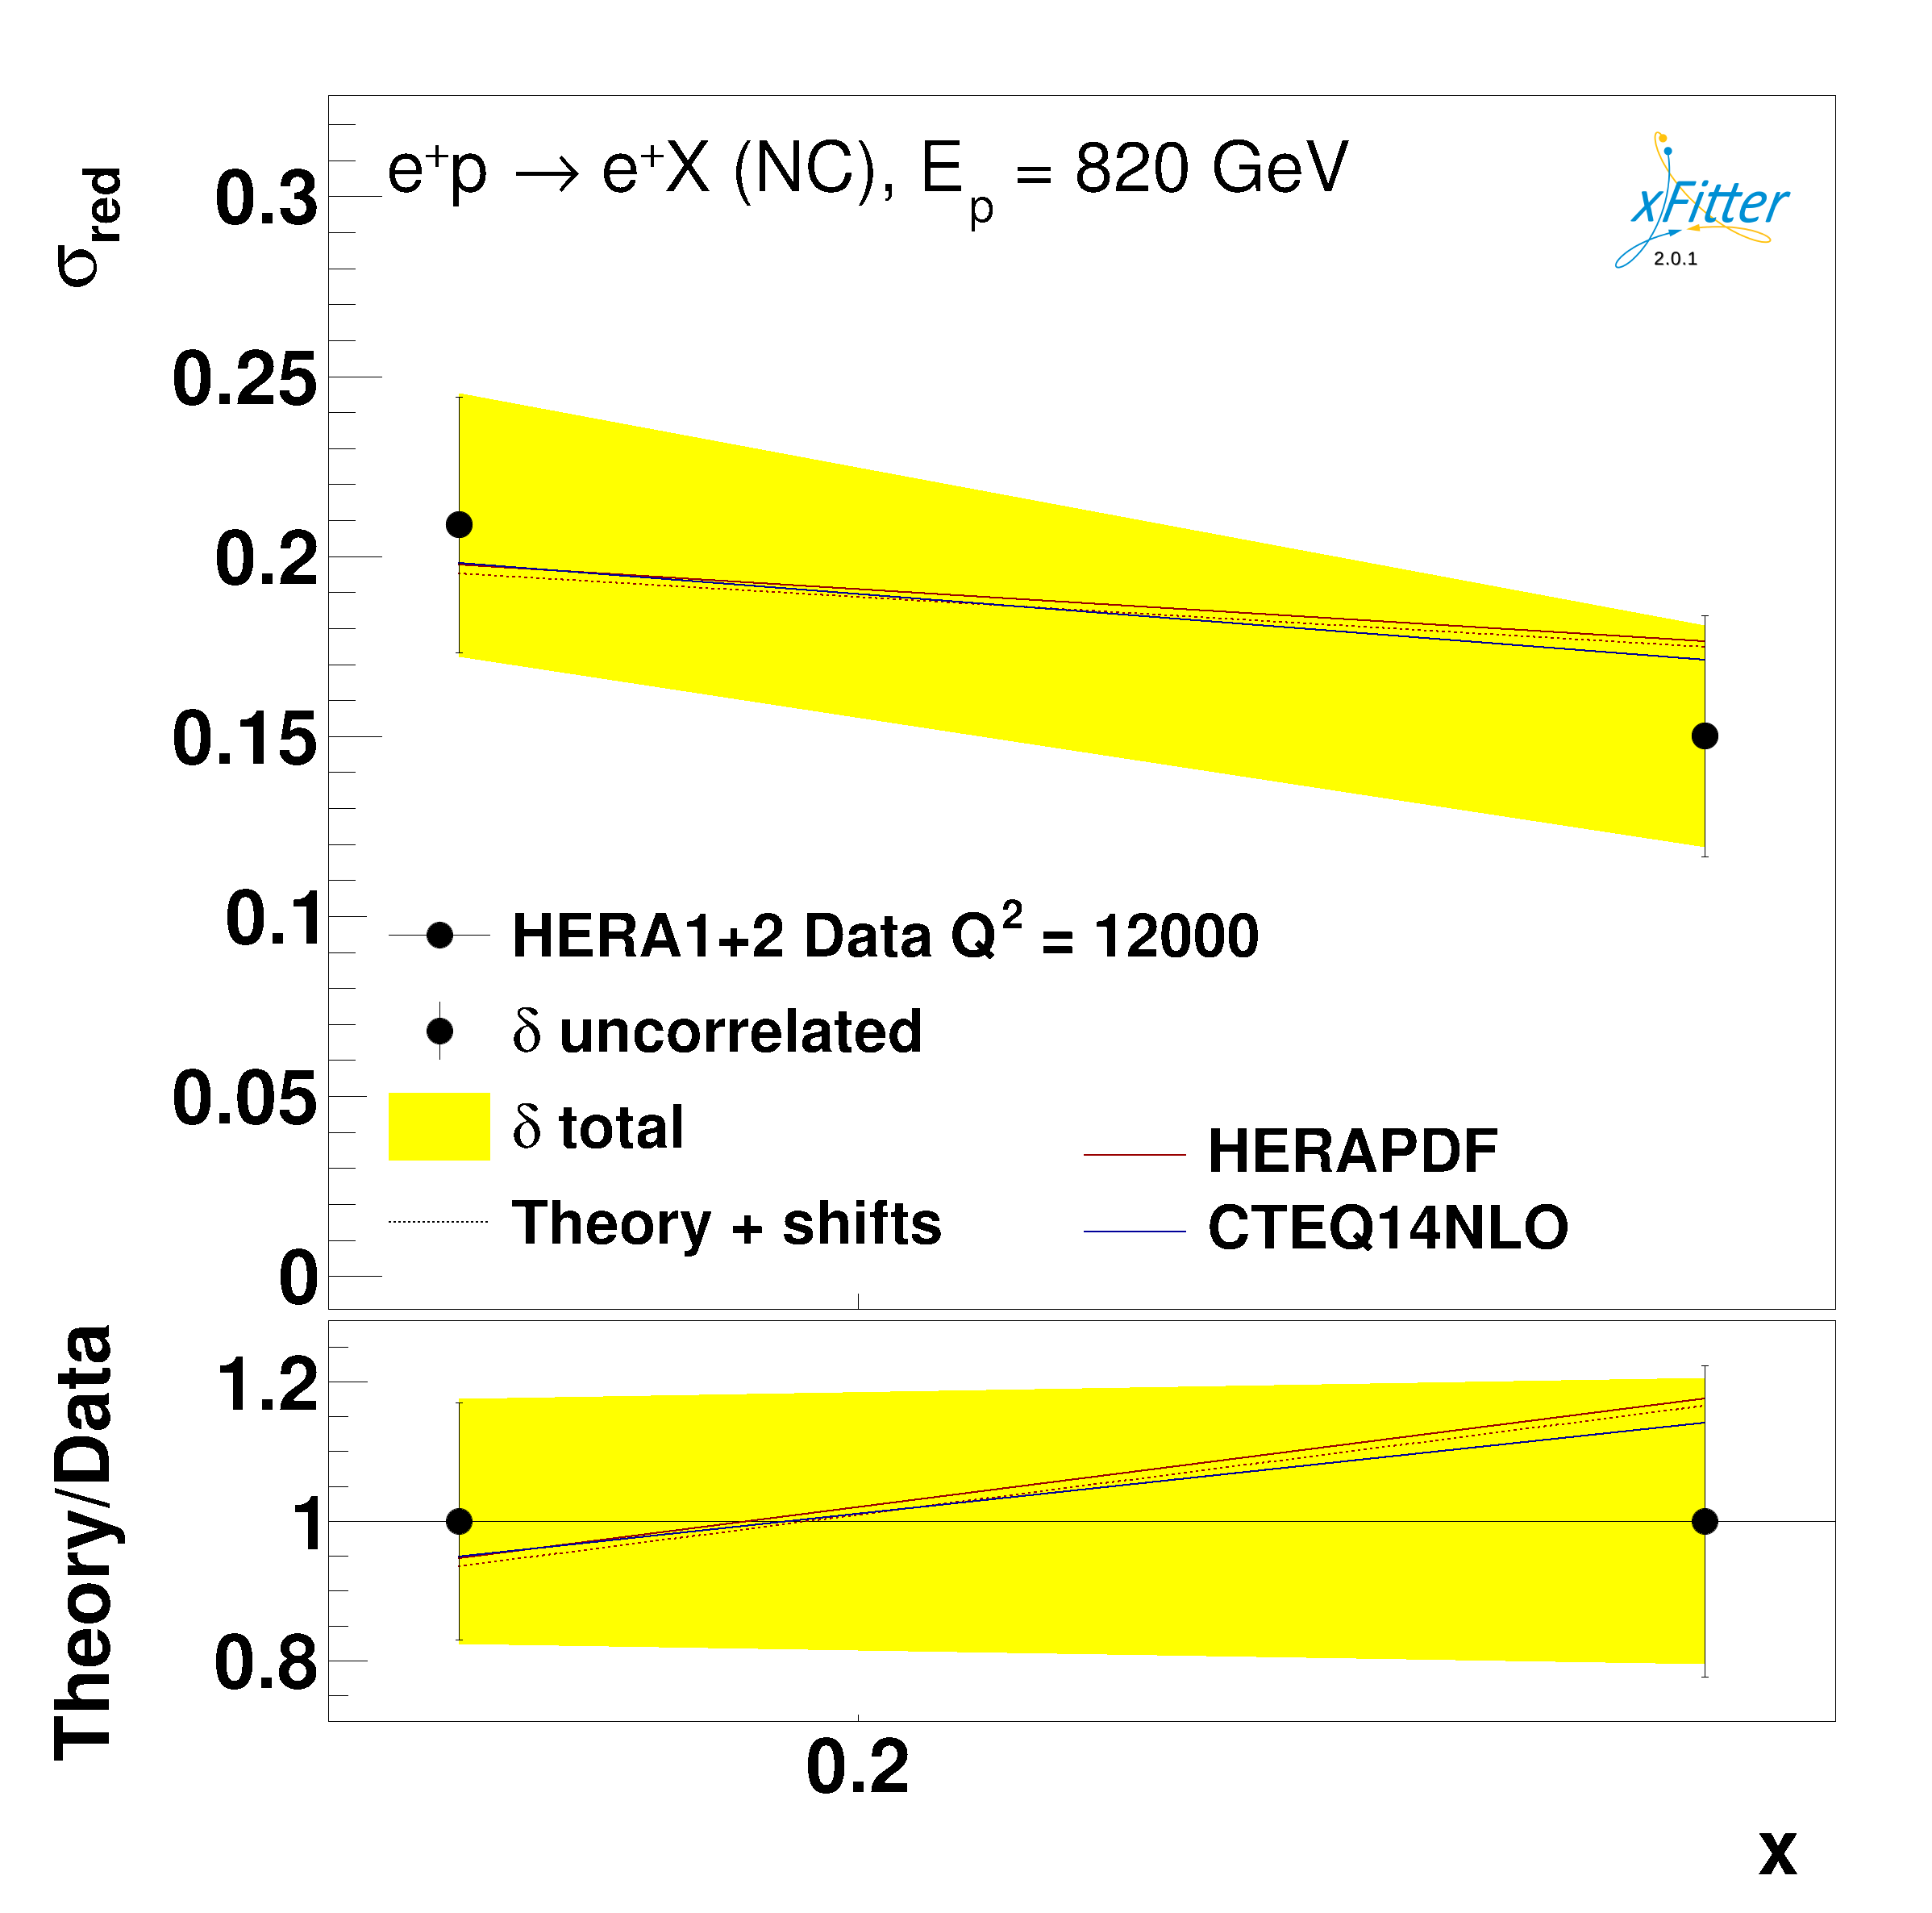 e⁺p → e⁺X (NC), E_p = 820 GeV
xFitter
2.0.1
σ_red
0.3
0.25
0.2
0.15
0.1
0.05
0
HERA1+2 Data Q² = 12000
δ uncorrelated
δ total
Theory + shifts
HERAPDF
CTEQ14NLO
Theory/Data
1.2
1
0.8
0.2
x